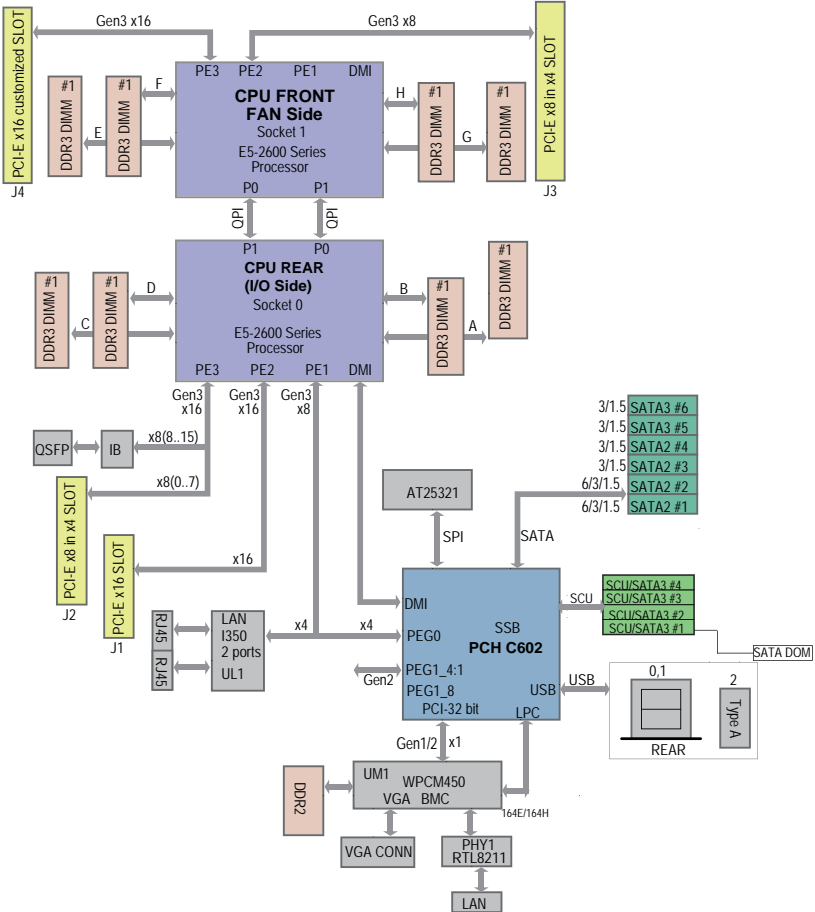 Gen3 x16
Gen3 x8
PCI-E x16 customized SLOT
J4
PCI-E x8 in x4 SLOT
J3
PE3 PE2 PE1 DMI
CPU FRONT
FAN Side
Socket 1
E5-2600 Series
Processor
P0 P1
#1
DDR3 DIMM
#1
DDR3 DIMM
F
E
H
G
#1
DDR3 DIMM
#1
DDR3 DIMM
QPI
QPI
P1 P0
CPU REAR
(I/O Side)
Socket 0
E5-2600 Series
Processor
PE3 PE2 PE1 DMI
#1
DDR3 DIMM
#1
DDR3 DIMM
D
C
B
A
#1
DDR3 DIMM
#1
DDR3 DIMM
Gen3
x16
Gen3
x16
Gen3
x8
QSFP
IB
x8(8..15)
x8(0..7)
PCI-E x8 in x4 SLOT
J2
PCI-E x16 SLOT
J1
x16
3/1.5 SATA3 #6
3/1.5 SATA3 #5
3/1.5 SATA3 #4
3/1.5 SATA3 #3
6/3/1.5 SATA2 #2
6/3/1.5 SATA2 #1
AT25321
SPI
SATA
RJ45
RJ45
LAN
I350
2 ports
UL1
x4
x4
DMI
PEG0
SSB
PCH C602
PEG1_4:1
PEG1_8
PCI-32 bit
USB
LPC
Gen2
SCU
SCU/SATA3 #4
SCU/SATA3 #3
SCU/SATA3 #2
SCU/SATA3 #1
SATA DOM
USB
0,1
REAR
2
Type A
Gen1/2 x1
UM1
WPCM450
VGA BMC
164E/164H
DDR2
VGA CONN
PHY1
RTL8211
LAN